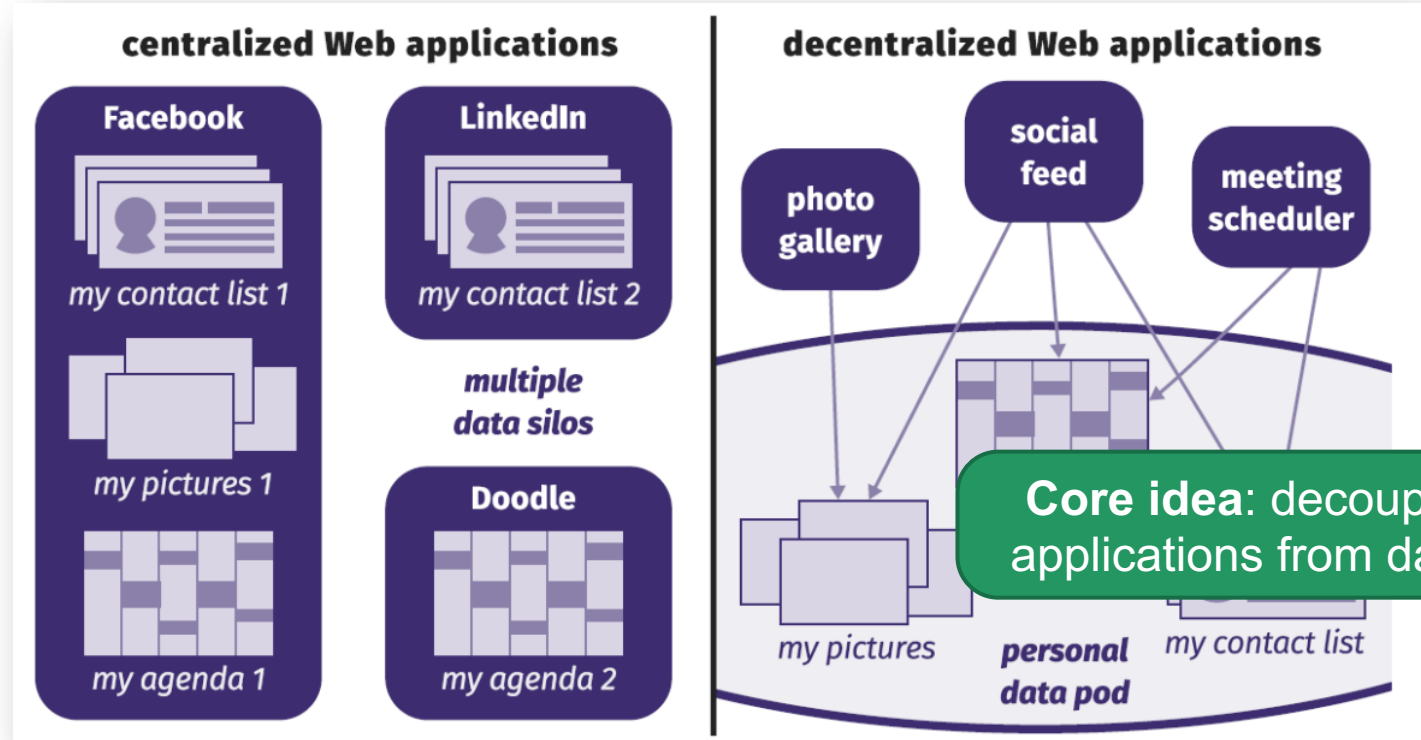 centralized Web applications
Facebook
my contact list 1
my pictures 1
my agenda 1
LinkedIn
my contact list 2
multiple
data silos
Doodle
my agenda 2
decentralized Web applications
photo
gallery
social
feed
meeting
scheduler
Core idea: decoup
applications from da
my pictures
personal
data pod
my contact list